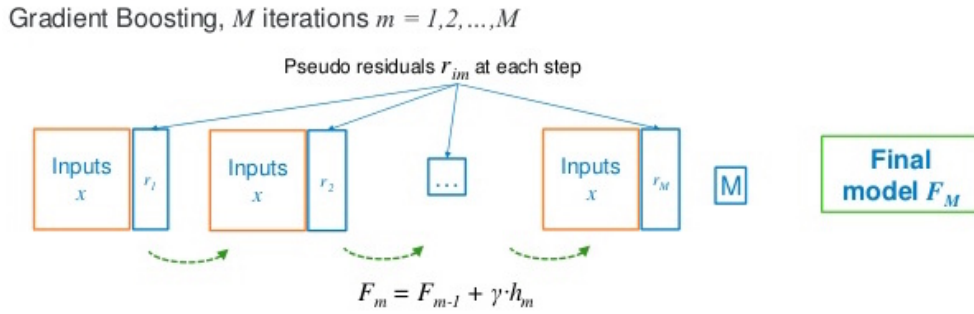 Gradient Boosting, M iterations m = 1,2,...,M
Pseudo residuals r_im at each step
Inputs x
r_1
Inputs x
r_2
...
Inputs x
r_M
M
Final model F_M
F_m = F_m-1 + γ·h_m